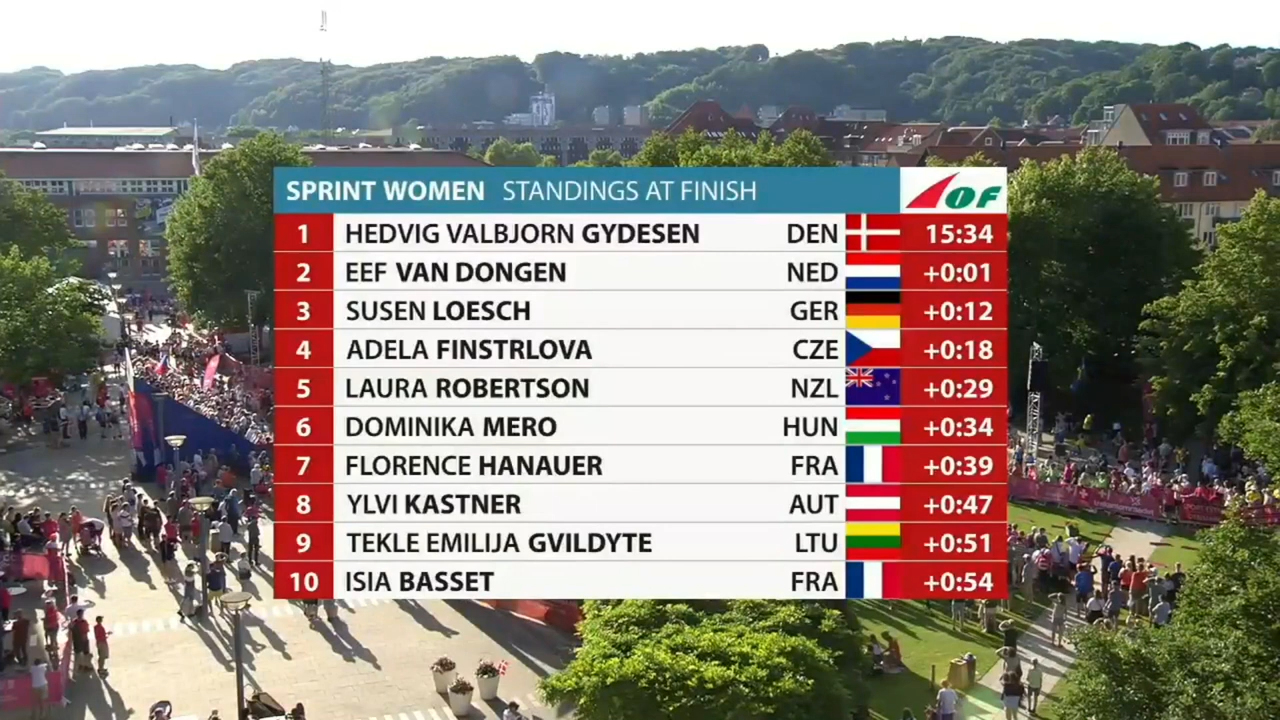 SPRINT WOMEN STANDINGS AT FINISH IOF
1 HEDVIG VALBJORN GYDESEN DEN 15:34
2 EEF VAN DONGEN NED +0:01
3 SUSEN LOESCH GER +0:12
4 ADELA FINSTRLOVA CZE +0:18
5 LAURA ROBERTSON NZL +0:29
6 DOMINIKA MERO HUN +0:34
7 FLORENCE HANAUER FRA +0:39
8 YLVI KASTNER AUT +0:47
9 TEKLE EMILIJA GVILDYTE LTU +0:51
10 ISIA BASSET FRA +0:54